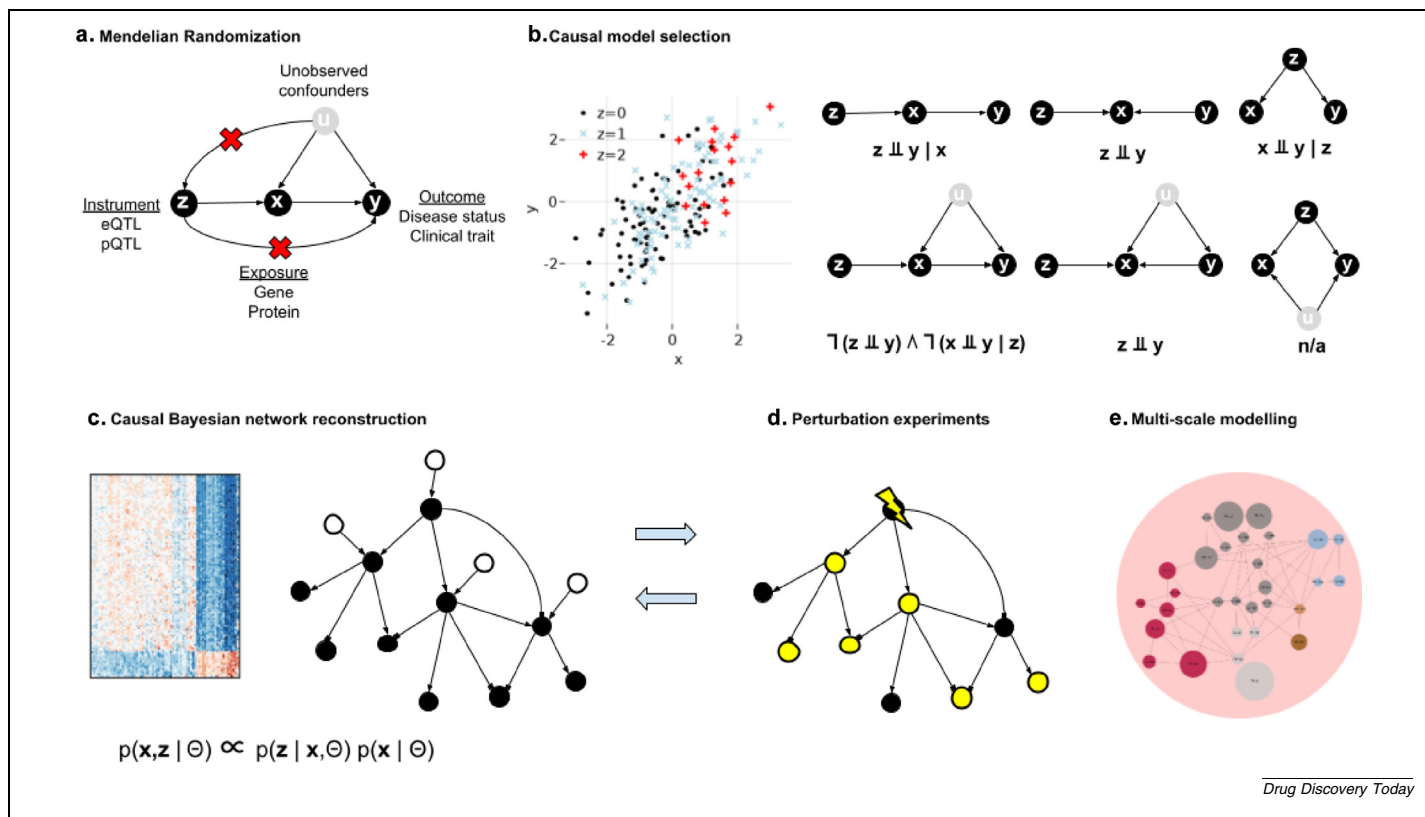 a. Mendelian Randomization
Unobserved
confounders
u
z
x
y
Instrument
eQTL
pQTL
Outcome
Disease status
Clinical trait
Exposure
Gene
Protein
b. Causal model selection
z=0
z=1
z=2
2
0
-2
y
-2
0
2
x
z
x
y
z ⫫ y | x
z
x
y
z ⫫ y
z
x
y
x ⫫ y | z
u
z
x
y
ꓶ(z ⫫ y) ∧ ꓶ(x ⫫ y | z)
u
z
x
y
z ⫫ y
z
x
y
u
n/a
c. Causal Bayesian network reconstruction
p(x,z | Θ) ∝ p(z | x,Θ) p(x | Θ)
d. Perturbation experiments
e. Multi-scale modelling
Drug Discovery Today